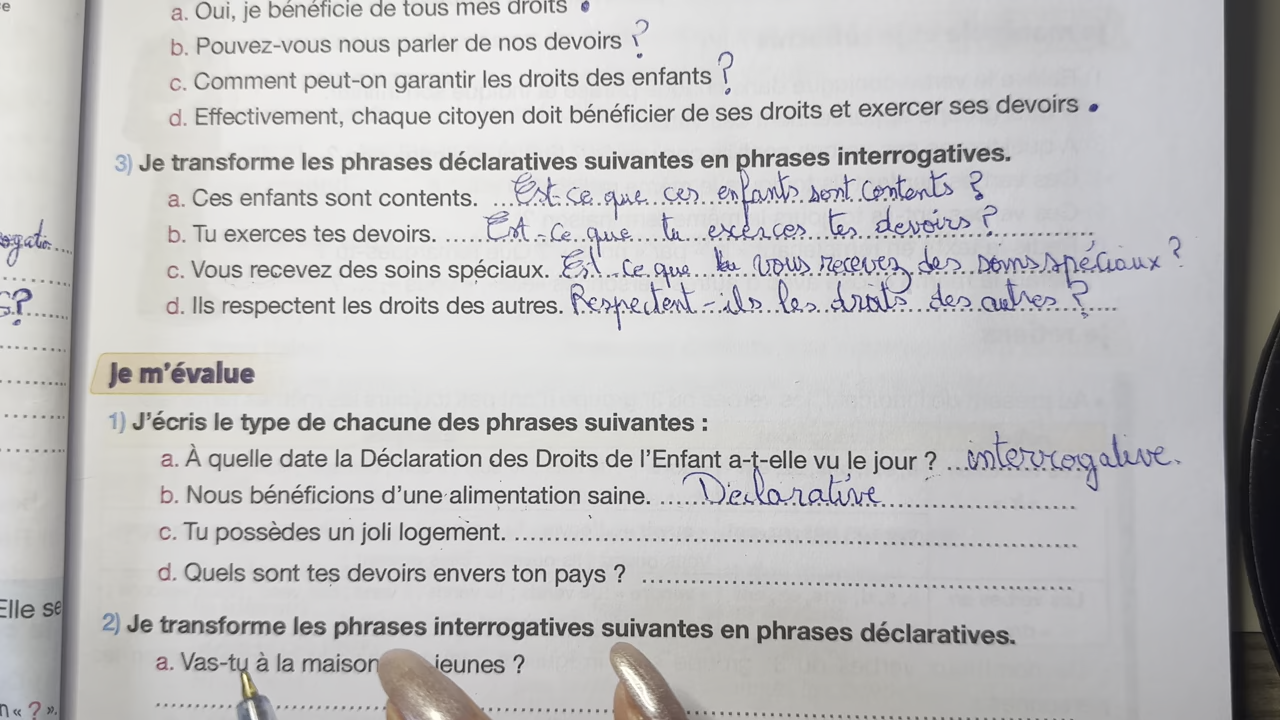 a. Oui, je bénéficie de tous mes droits .
b. Pouvez-vous nous parler de nos devoirs ?
c. Comment peut-on garantir les droits des enfants ?
d. Effectivement, chaque citoyen doit bénéficier de ses droits et exercer ses devoirs .
3) Je transforme les phrases déclaratives suivantes en phrases interrogatives.
a. Ces enfants sont contents. Est-ce que ces enfants sont contents ?
b. Tu exerces tes devoirs. Est-ce que tu exerces tes devoirs ?
c. Vous recevez des soins spéciaux. Est-ce que vous recevez des soins spéciaux ?
d. Ils respectent les droits des autres. Respectent-ils les droits des autres ?
Je m'évalue
1) J'écris le type de chacune des phrases suivantes :
a. À quelle date la Déclaration des Droits de l'Enfant a-t-elle vu le jour ? interrogative.
b. Nous bénéficions d'une alimentation saine. Declarative
c. Tu possèdes un joli logement.
d. Quels sont tes devoirs envers ton pays ?
2) Je transforme les phrases interrogatives suivantes en phrases déclaratives.
a. Vas-tu à la maison jeunes ?
Elle se
« ? ».